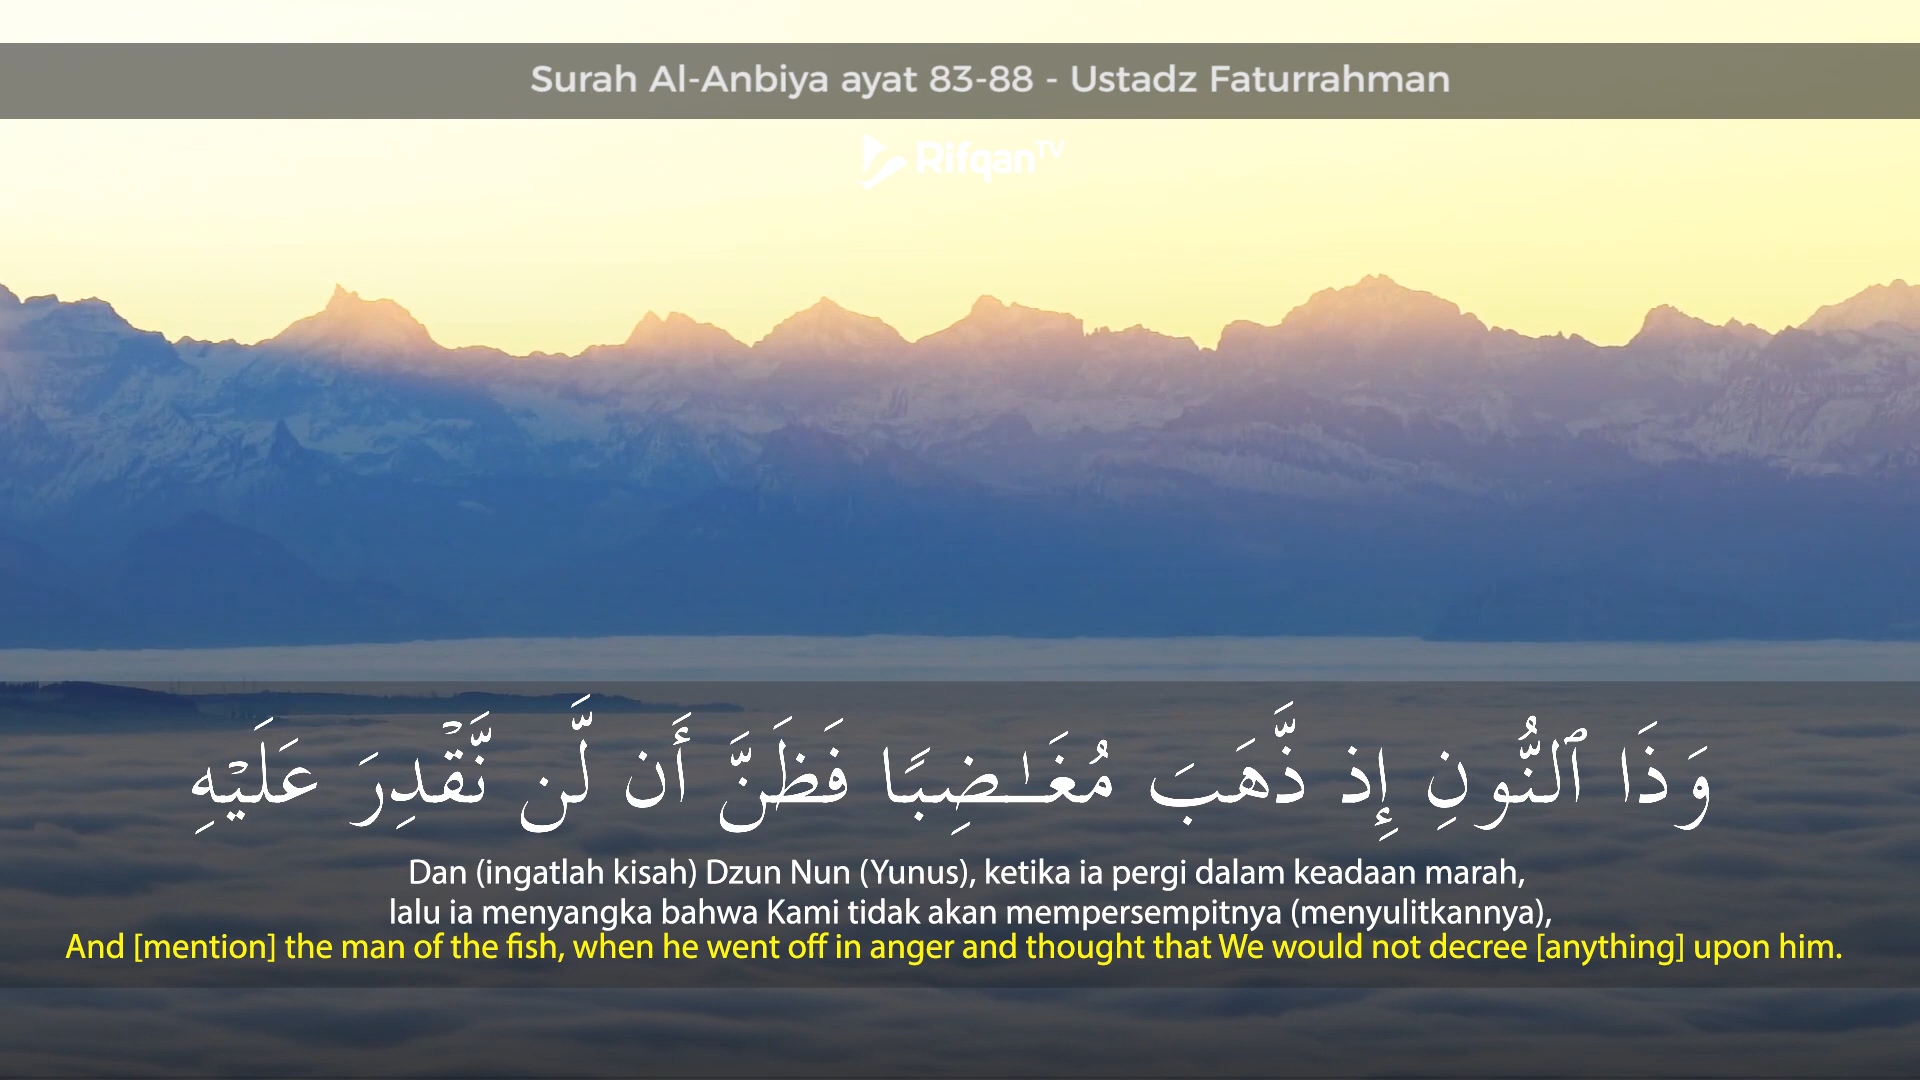 Surah Al-Anbiya ayat 83-88 - Ustadz Faturrahman
RifqanTV
وَذَا ٱلنُّونِ إِذ ذَّهَبَ مُغَـٰضِبًا فَظَنَّ أَن لَّن نَّقْدِرَ عَلَيْهِ
Dan (ingatlah kisah) Dzun Nun (Yunus), ketika ia pergi dalam keadaan marah,
lalu ia menyangka bahwa Kami tidak akan mempersempitnya (menyulitkannya),
And [mention] the man of the fish, when he went off in anger and thought that We would not decree [anything] upon him.